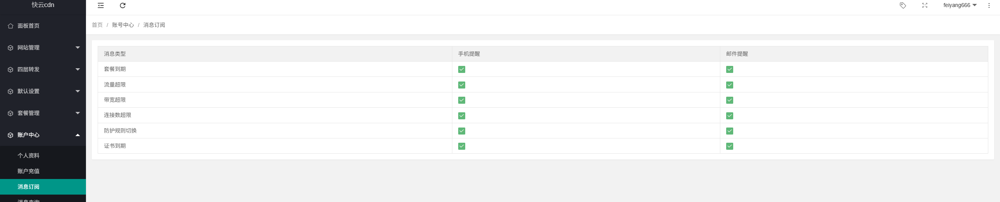 快云cdn
feiyang666
面板首页
网站管理
四层转发
默认设置
套餐管理
账户中心
个人资料
账户充值
消息订阅
消息查询
首页 / 账号中心 / 消息订阅
消息类型 手机提醒 邮件提醒
套餐到期
流量超限
带宽超限
连接数超限
防护规则切换
证书到期